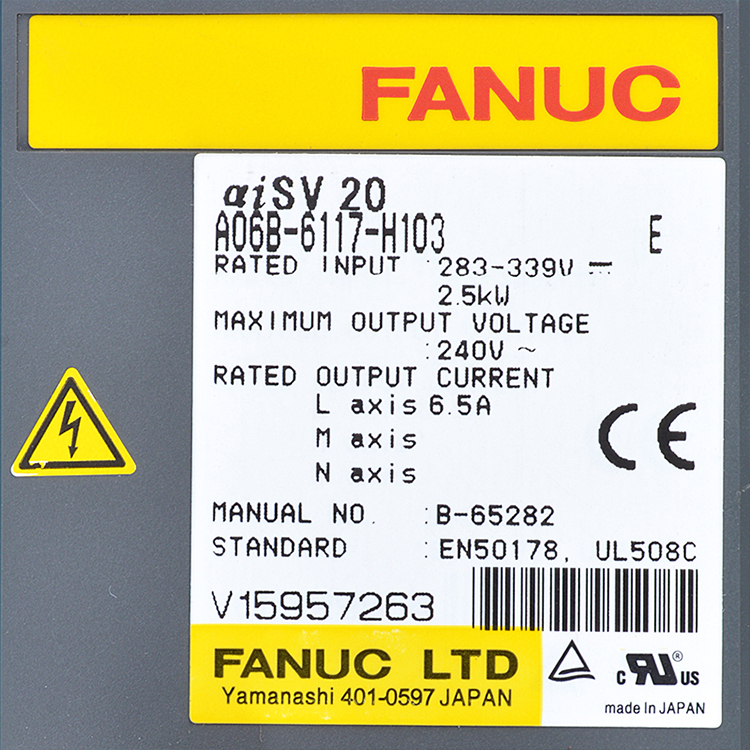 FANUC
αiSV 20
A06B-6117-H103 E
RATED INPUT : 283-339V ⎓
2.5kW
MAXIMUM OUTPUT VOLTAGE
: 240V ~
RATED OUTPUT CURRENT
L axis 6.5A
M axis
N axis
MANUAL NO. : B-65282
STANDARD : EN50178, UL508C
CE
V15957263
FANUC LTD
Yamanashi 401-0597 JAPAN
c RU ® US
made In JAPAN